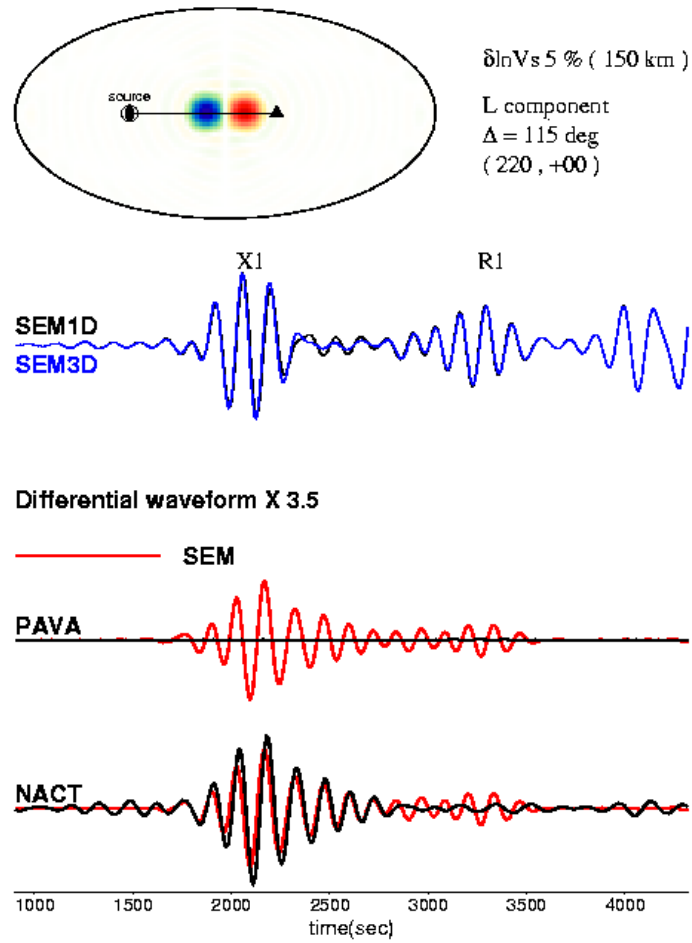 δlnVs 5 % ( 150 km )
source
L component
Δ = 115 deg
( 220 , +00 )
X1
R1
SEM1D
SEM3D
Differential waveform X 3.5
SEM
PAVA
NACT
1000 1500 2000 2500 3000 3500 4000
time(sec)